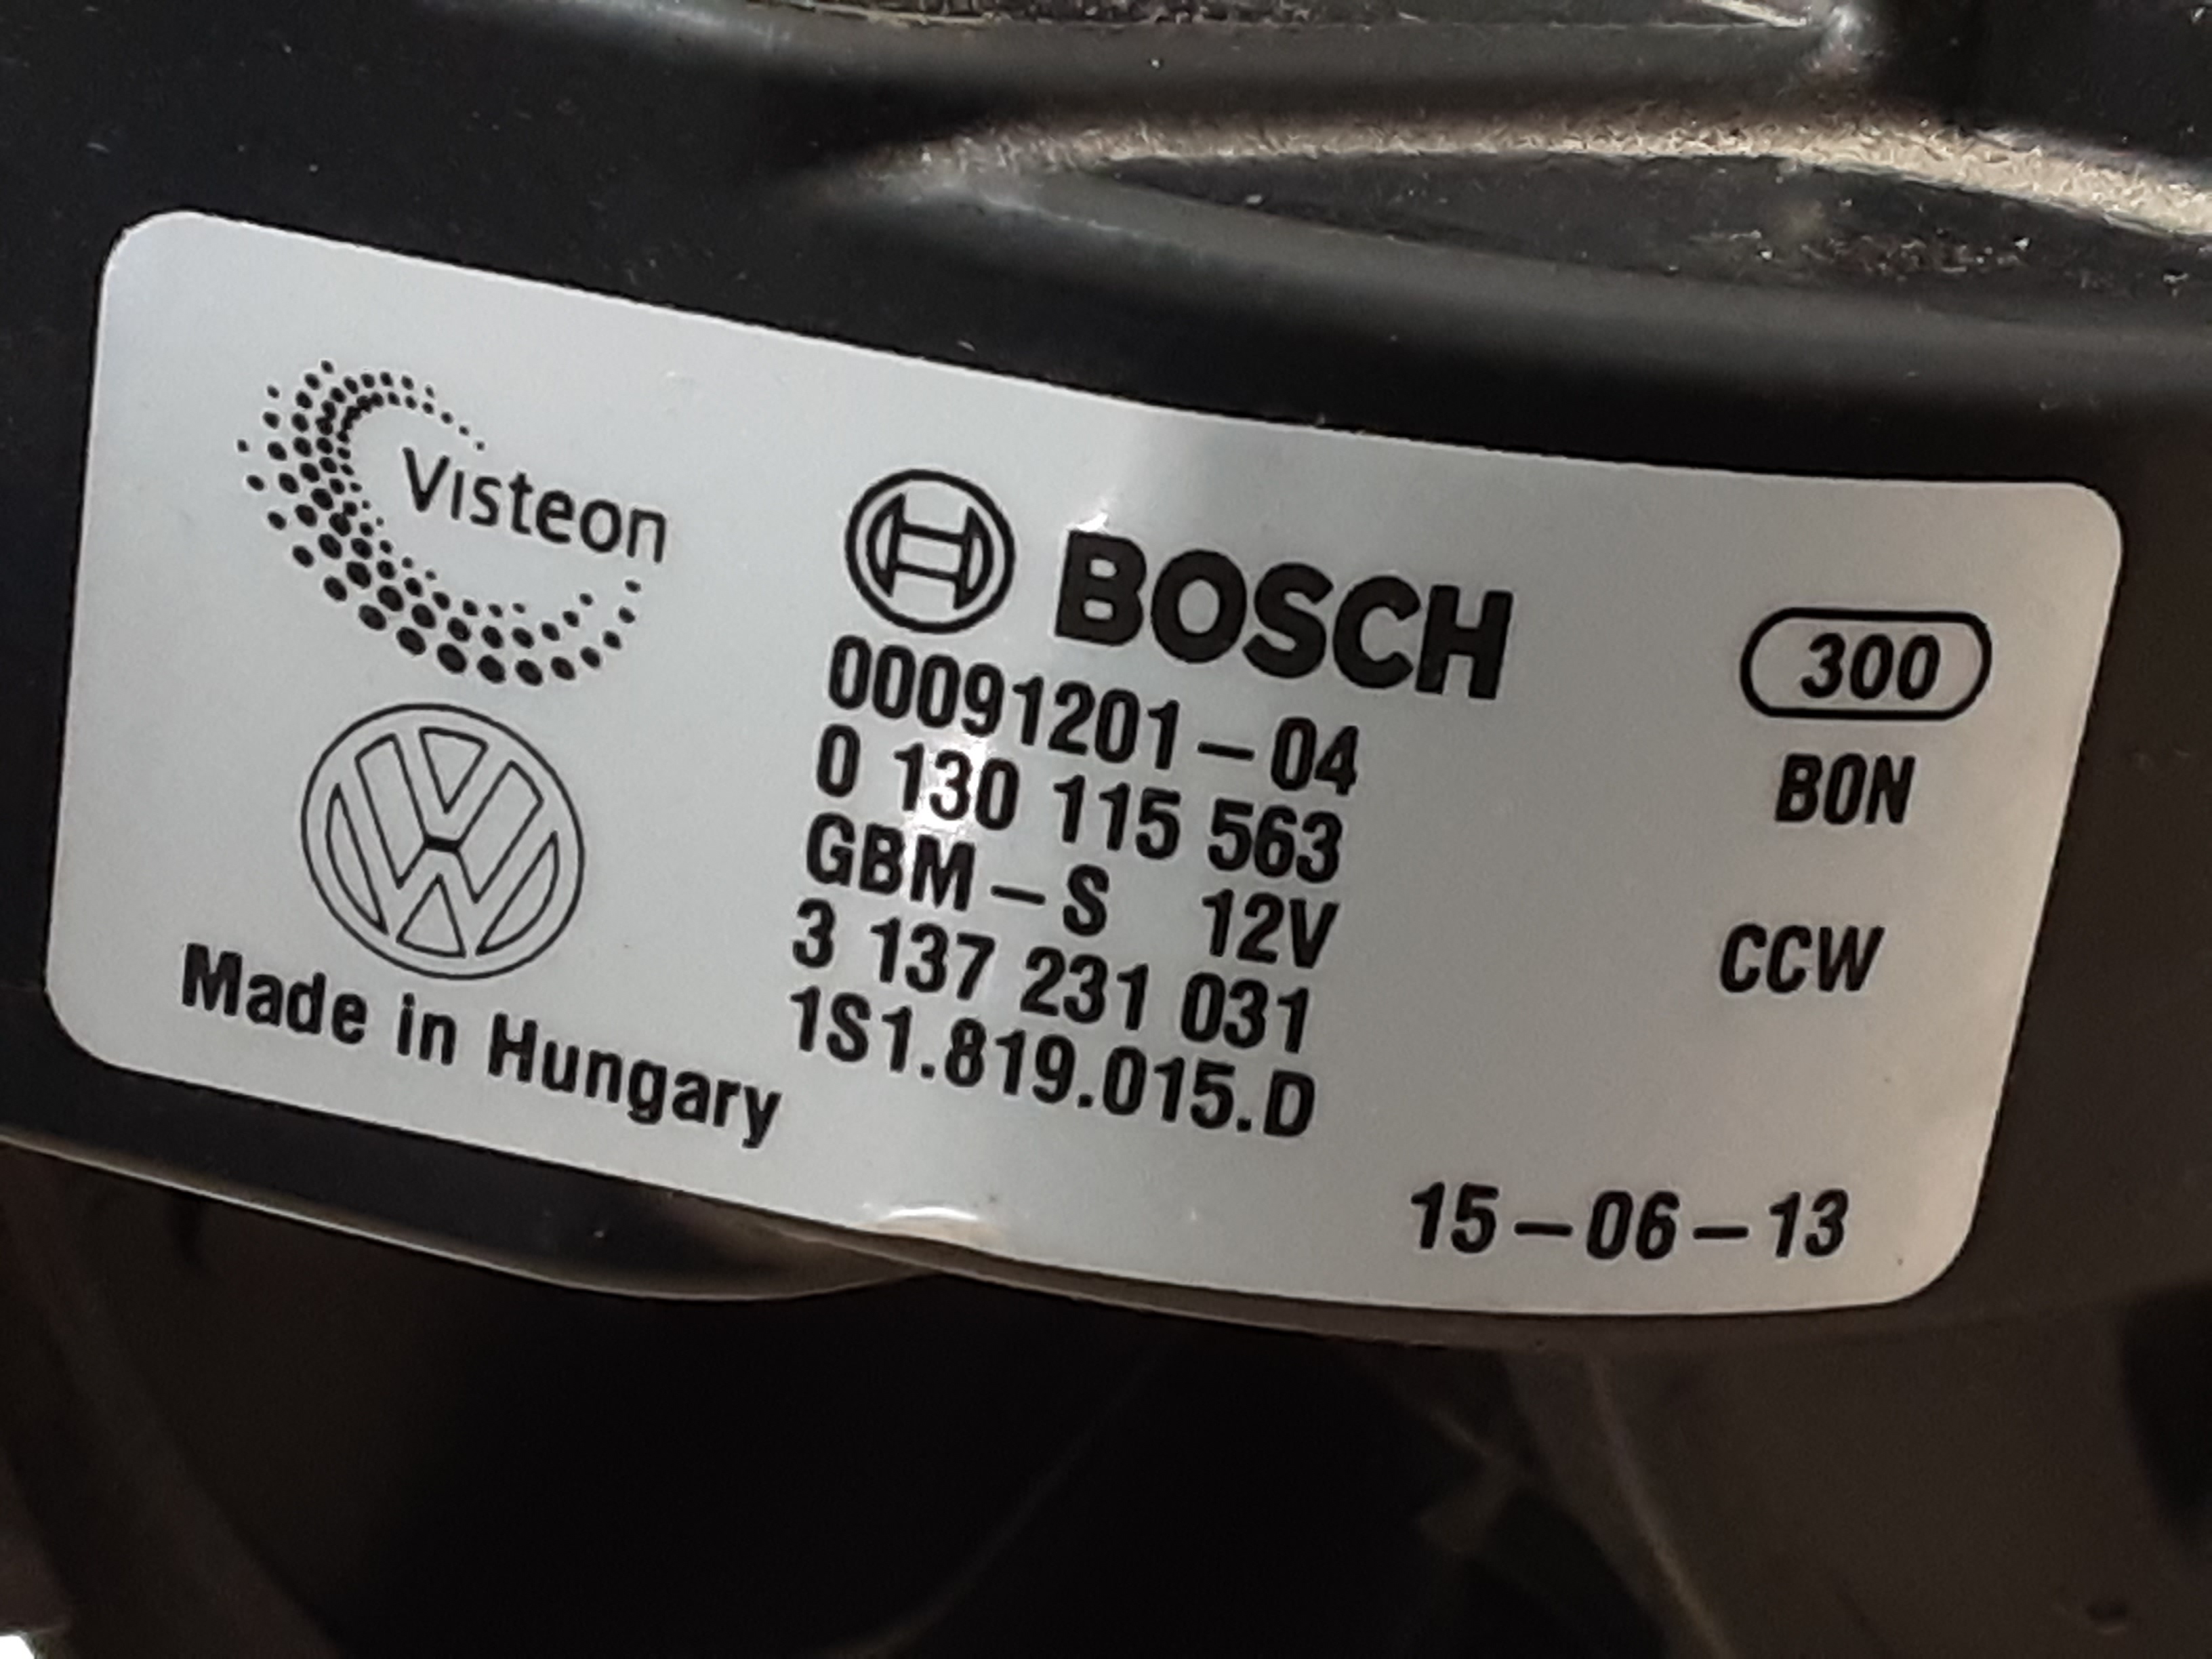 Visteon
BOSCH
300
00091201-04
BON
0 130 115 563
GBM-S 12V
CCW
3 137 231 031
1S1.819.015.D
Made in Hungary
15-06-13